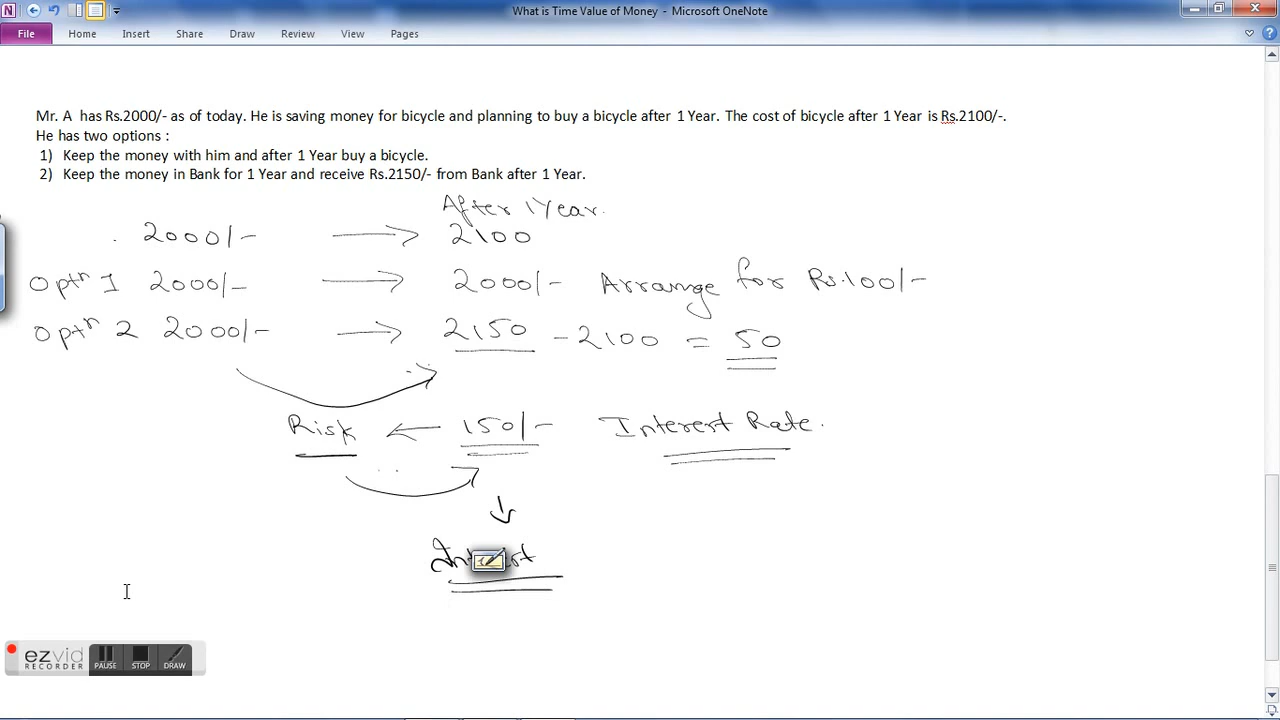 What is Time Value of Money - Microsoft OneNote
File Home Insert Share Draw Review View Pages
Mr. A has Rs.2000/- as of today. He is saving money for bicycle and planning to buy a bicycle after 1 Year. The cost of bicycle after 1 Year is Rs.2100/-.
He has two options :
1) Keep the money with him and after 1 Year buy a bicycle.
2) Keep the money in Bank for 1 Year and receive Rs.2150/- from Bank after 1 Year.
After 1 Year.
2000/- → 2100
Optn 1 2000/- → 2000/- Arrange for Rs.100/-
Optn 2 2000/- → 2150 - 2100 = 50
Risk ← 150/- Interest Rate.
ezvid
RECORDER
PAUSE STOP DRAW